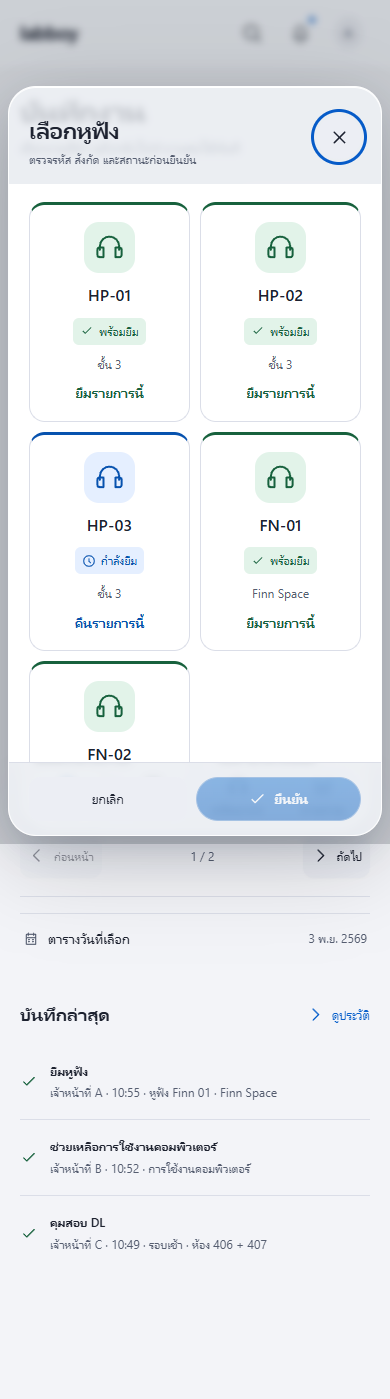 labboy
เลือกหูฟัง
ตรวจรหัส สังกัด และสถานะก่อนยืนยัน
HP-01
พร้อมยืม
ชั้น 3
ยืมรายการนี้
HP-02
พร้อมยืม
ชั้น 3
ยืมรายการนี้
HP-03
กำลังยืม
ชั้น 3
คืนรายการนี้
FN-01
พร้อมยืม
Finn Space
ยืมรายการนี้
FN-02
ยกเลิก
ยืนยัน
ก่อนหน้า
1 / 2
ถัดไป
ตารางวันที่เลือก
3 พ.ย. 2569
บันทึกล่าสุด
ดูประวัติ
ยืมหูฟัง
เจ้าหน้าที่ A · 10:55 · หูฟัง Finn 01 · Finn Space
ช่วยเหลือการใช้งานคอมพิวเตอร์
เจ้าหน้าที่ B · 10:52 · การใช้งานคอมพิวเตอร์
คุมสอบ DL
เจ้าหน้าที่ C · 10:49 · รอบเช้า · ห้อง 406 + 407